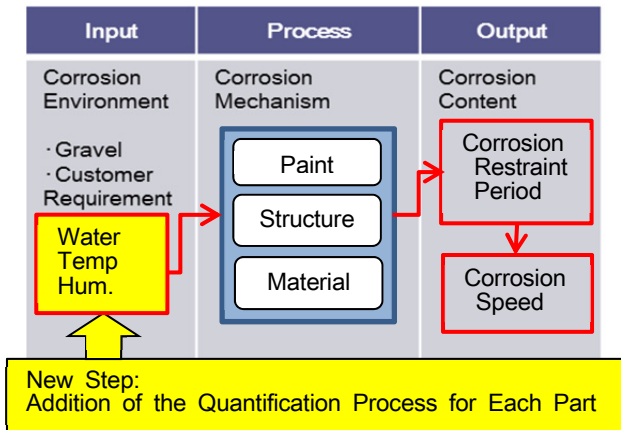 Input
Process
Output
Corrosion
Environment
·Gravel
·Customer
Requirement
Water
Temp
Hum.
Corrosion
Mechanism
Paint
Structure
Material
Corrosion
Content
Corrosion
Restraint
Period
Corrosion
Speed
New Step:
Addition of the Quantification Process for Each Part